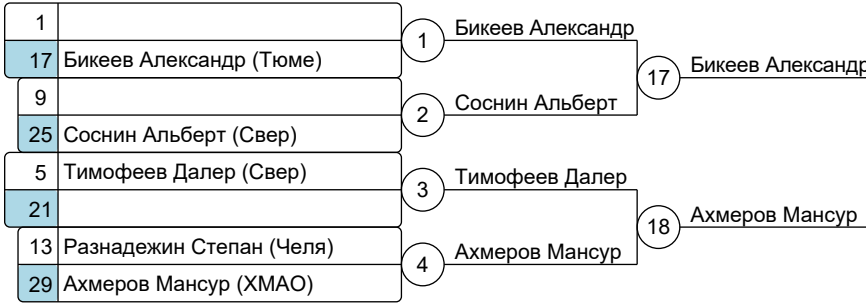 1
17 Бикеев Александр (Тюме)
9
25 Соснин Альберт (Свер)
5 Тимофеев Далер (Свер)
21
13 Разнадежин Степан (Челя)
29 Ахмеров Мансур (ХМАО)
1 Бикеев Александр
2 Соснин Альберт
3 Тимофеев Далер
4 Ахмеров Мансур
17 Бикеев Александр
18 Ахмеров Мансур